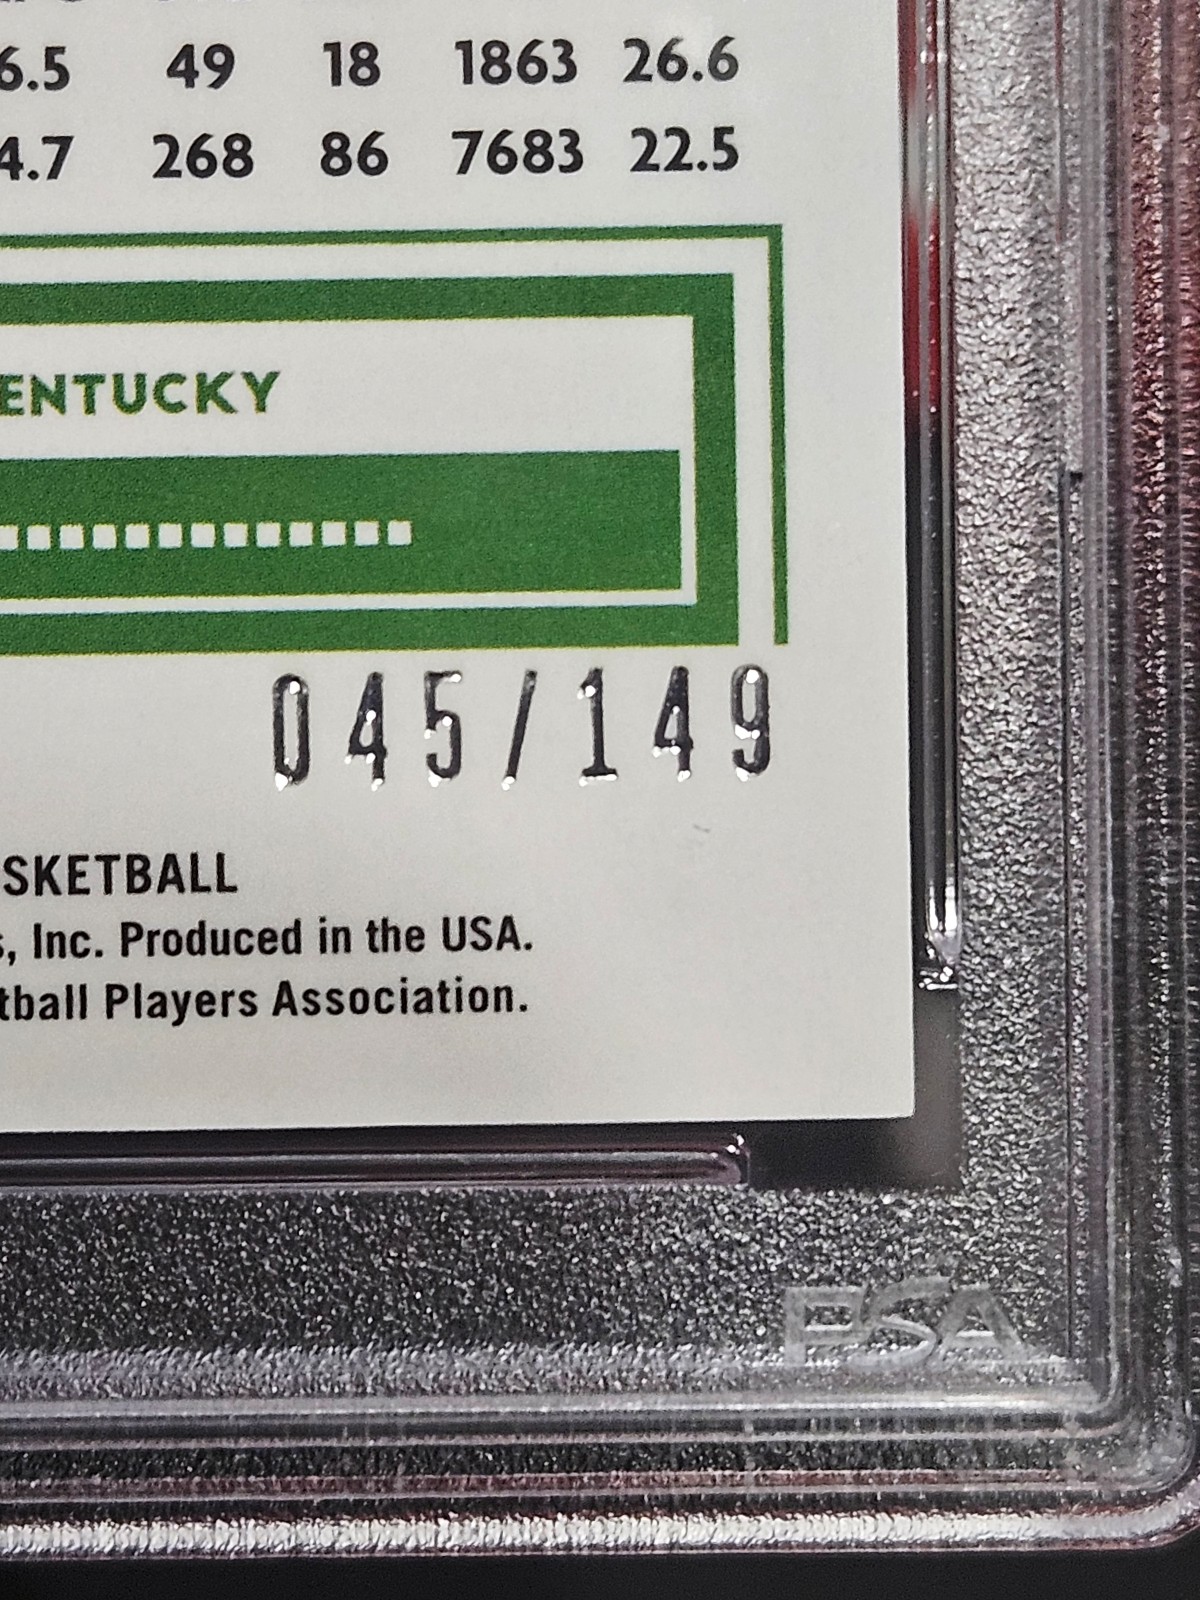 6.5 49 18 1863 26.6
4.7 268 86 7683 22.5
ENTUCKY
045/149
SKETBALL
s, Inc. Produced in the USA.
tball Players Association.
PSA